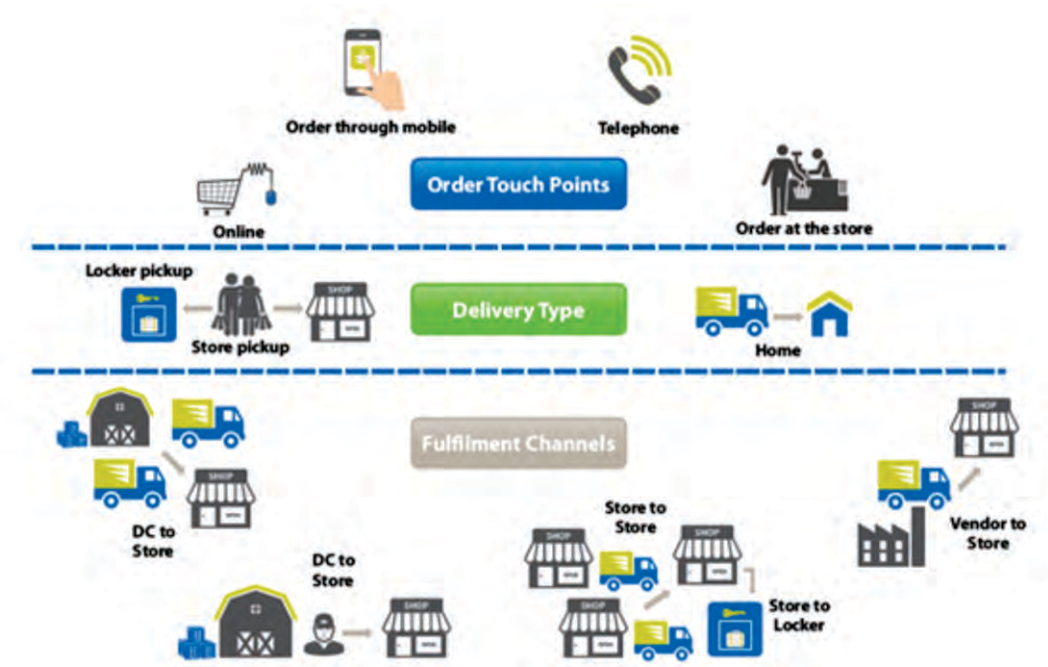 Order through mobile
Telephone
Order Touch Points
Online
Order at the store
Locker pickup
SHOP
Delivery Type
Store pickup
Home
SHOP
Fulfilment Channels
SHOP
Store to
Store
DC to
Store
Vendor to
Store
SHOP
SHOP
DC to
Store
SHOP
SHOP
Store to
Locker